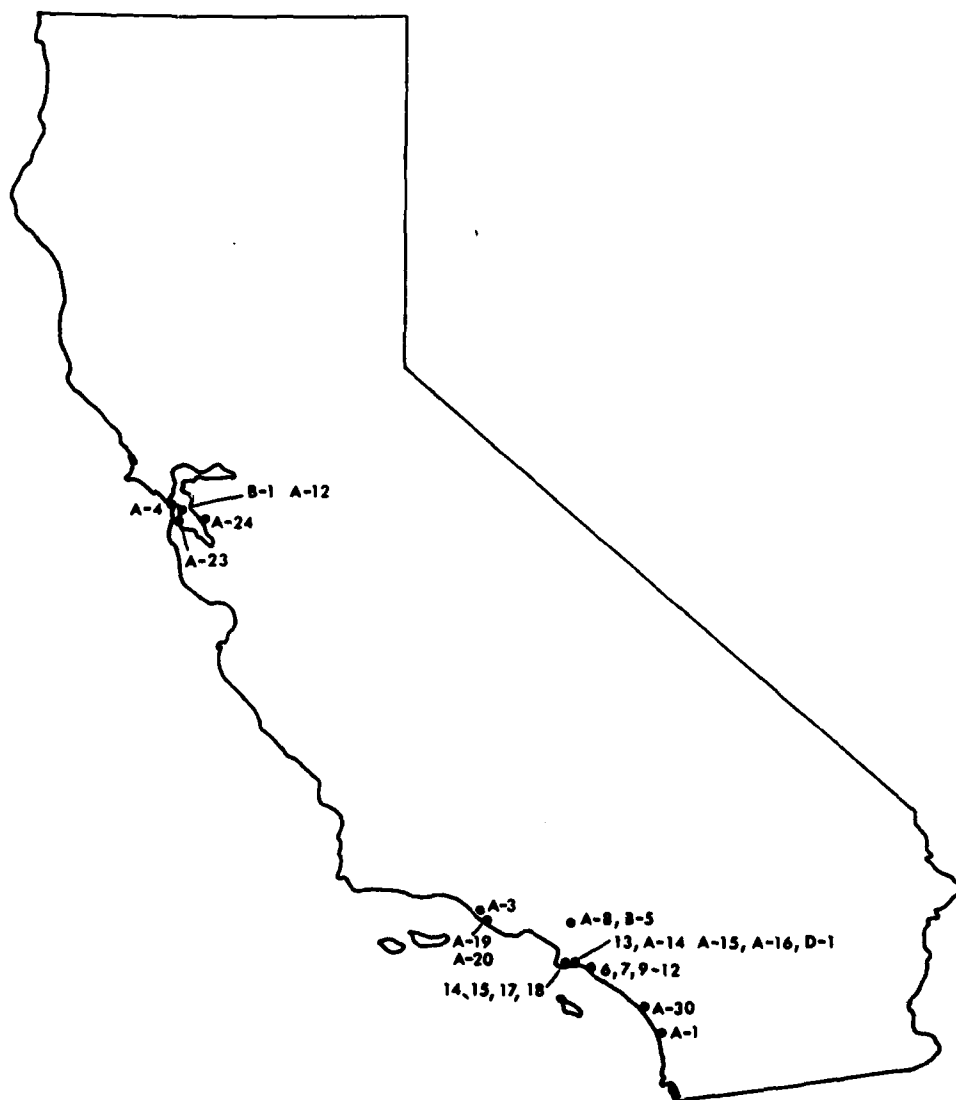 B-1 A-12
A-4
A-24
A-23
A-3
A-8, B-5
A-19
A-20
13, A-14 A-15, A-16, D-1
6, 7, 9-12
14, 15, 17, 18
A-30
A-1